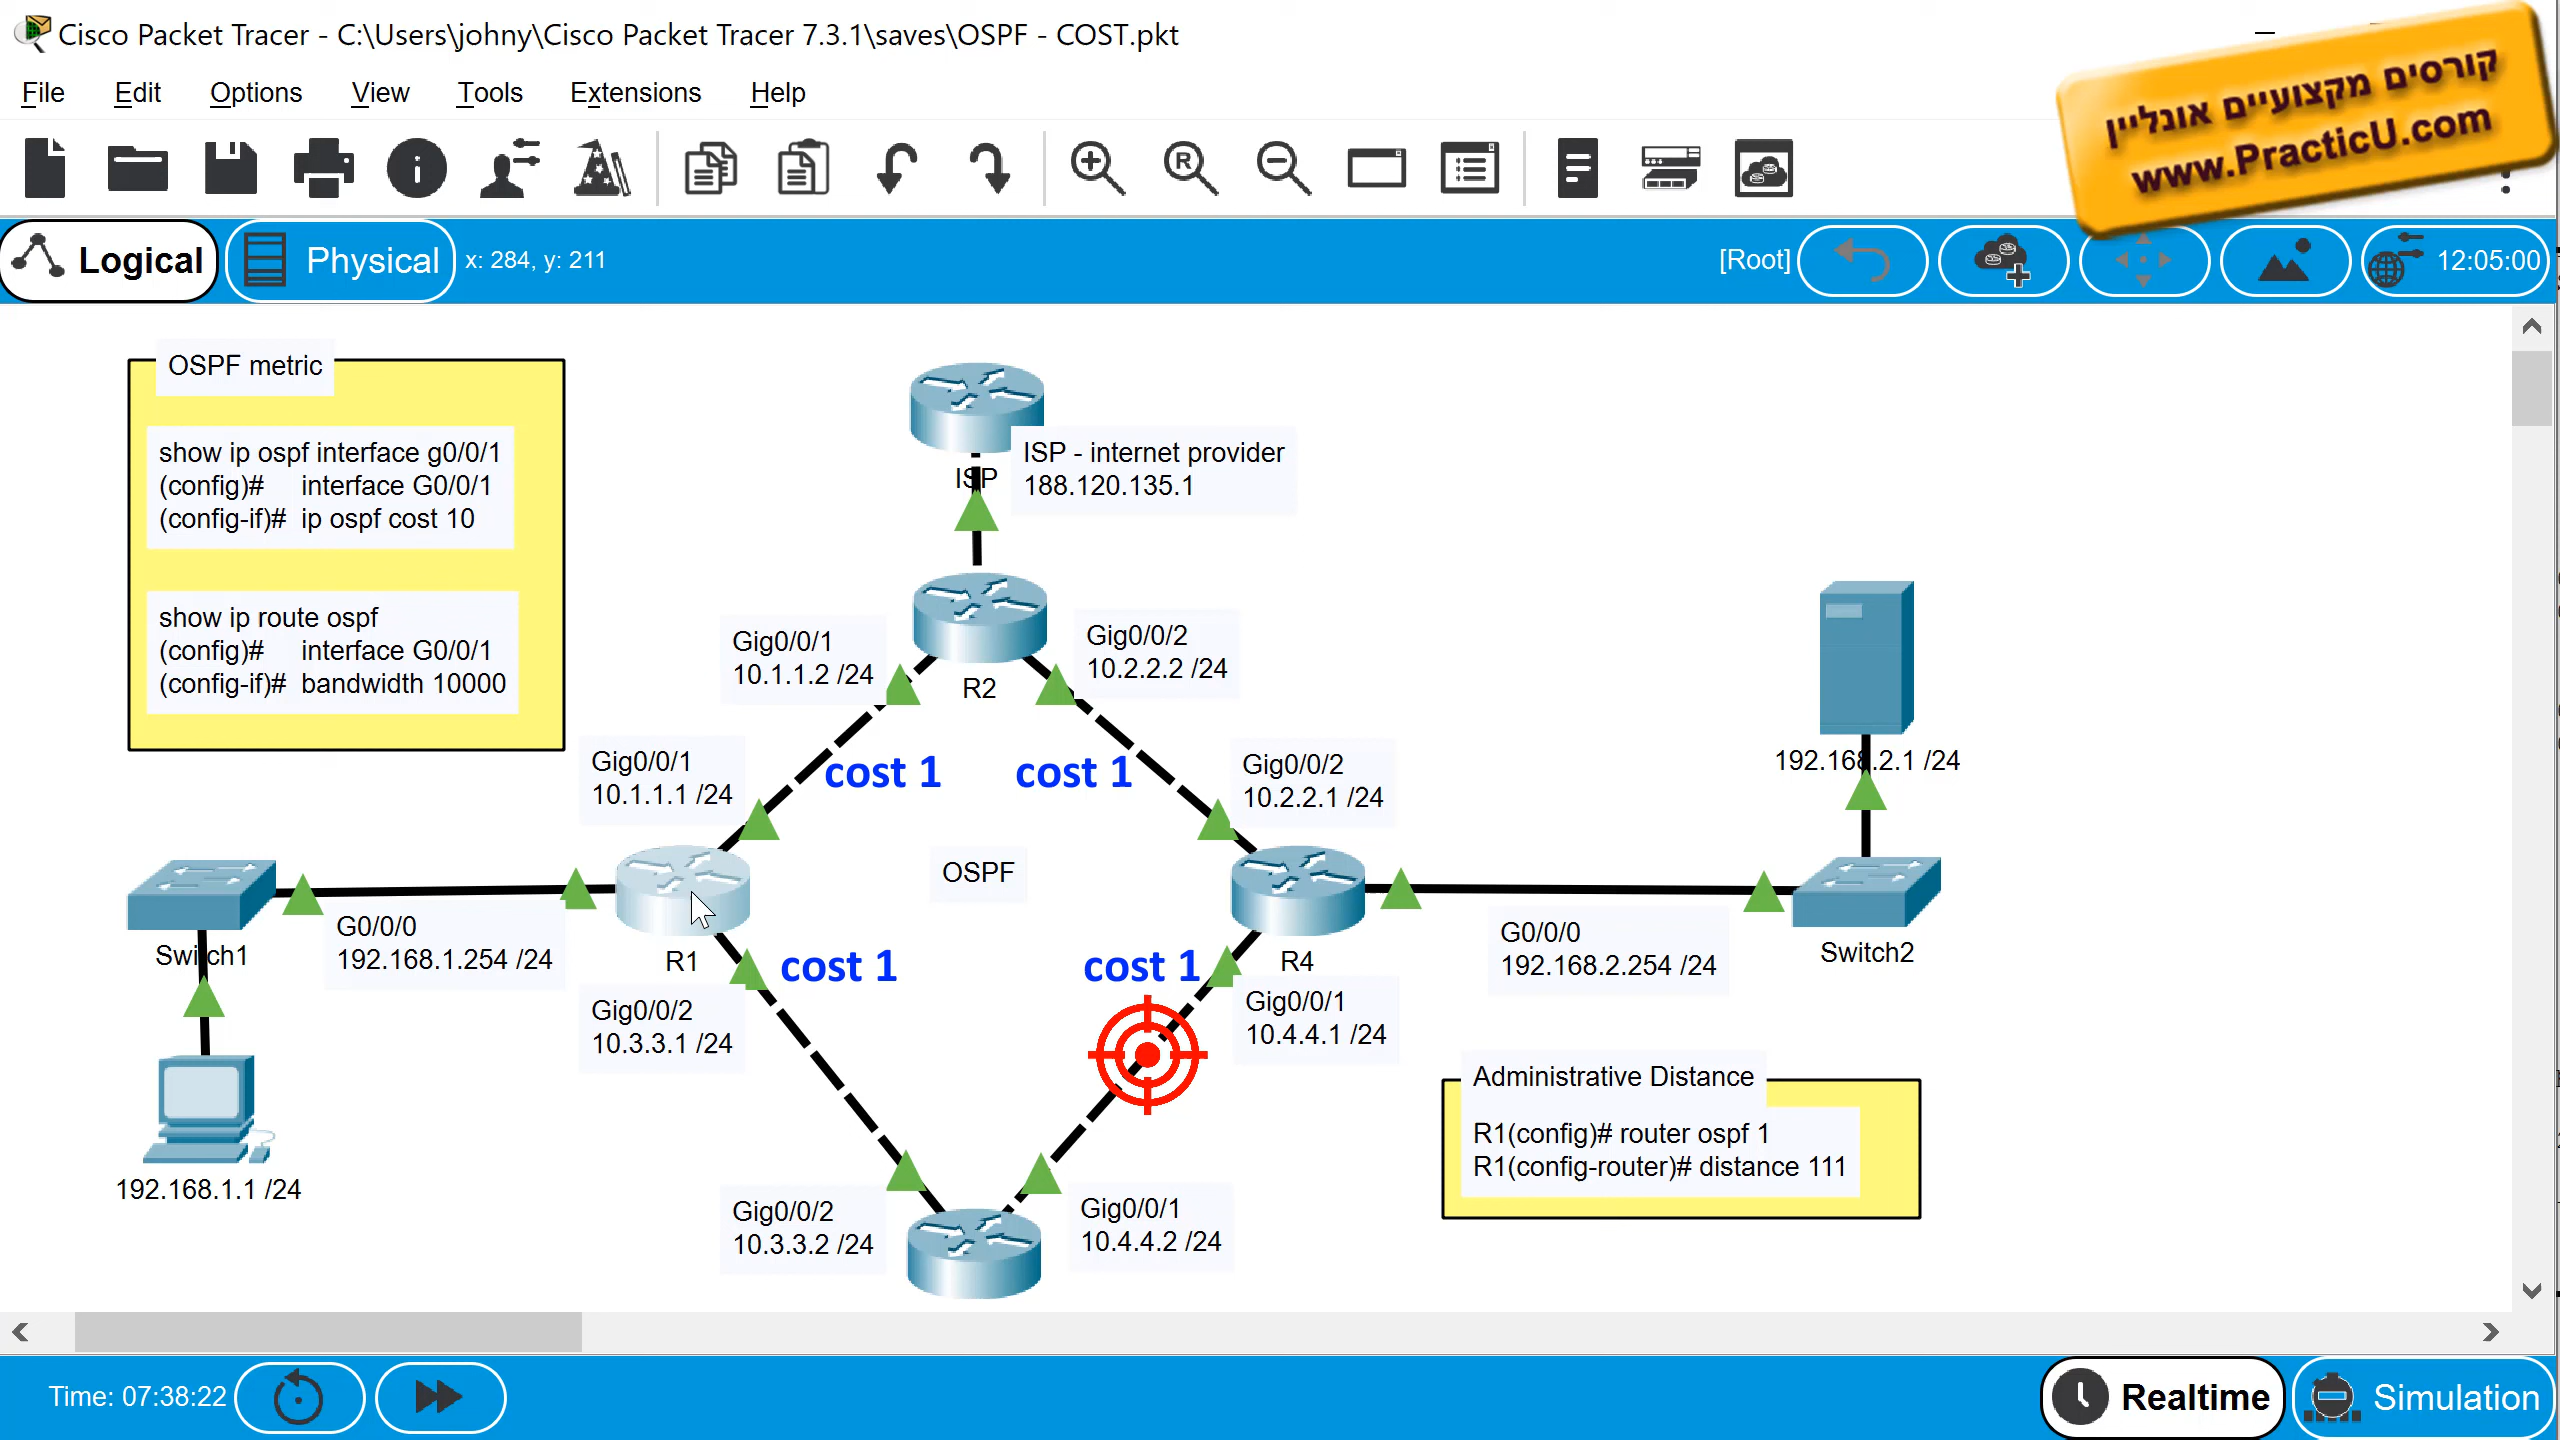 Cisco Packet Tracer - C:\Users\johny\Cisco Packet Tracer 7.3.1\saves\OSPF - COST.pkt
File Edit Options View Tools Extensions Help
קורסים מקצועיים אונליין
www.PracticU.com
Logical
Physical
x: 284, y: 211
[Root]
12:05:00
OSPF metric
show ip ospf interface g0/0/1
(config)# interface G0/0/1
(config-if)# ip ospf cost 10
show ip route ospf
(config)# interface G0/0/1
(config-if)# bandwidth 10000
ISP
ISP - internet provider
188.120.135.1
R2
Gig0/0/1
10.1.1.2 /24
Gig0/0/2
10.2.2.2 /24
Gig0/0/1
10.1.1.1 /24
cost 1
cost 1
Gig0/0/2
10.2.2.1 /24
192.168.2.1 /24
OSPF
Switch1
G0/0/0
192.168.1.254 /24
R1
cost 1
cost 1
R4
G0/0/0
192.168.2.254 /24
Switch2
Gig0/0/2
10.3.3.1 /24
Gig0/0/1
10.4.4.1 /24
192.168.1.1 /24
Gig0/0/2
10.3.3.2 /24
Gig0/0/1
10.4.4.2 /24
Administrative Distance
R1(config)# router ospf 1
R1(config-router)# distance 111
Time: 07:38:22
Realtime
Simulation